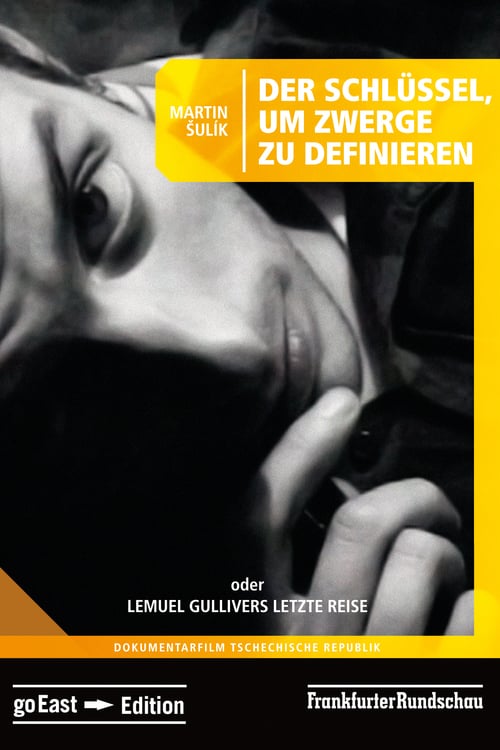 MARTIN
ŠULÍK
DER SCHLÜSSEL,
UM ZWERGE
ZU DEFINIEREN
oder
LEMUEL GULLIVERS LETZTE REISE
DOKUMENTARFILM TSCHECHISCHE REPUBLIK
goEast Edition
FrankfurterRundschau